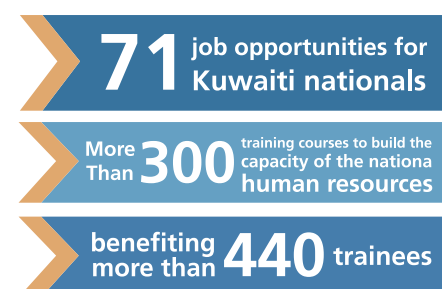 71 job opportunities for
Kuwaiti nationals
More Than 300 training courses to build the
capacity of the nationa
human resources
benefiting
more than 440 trainees